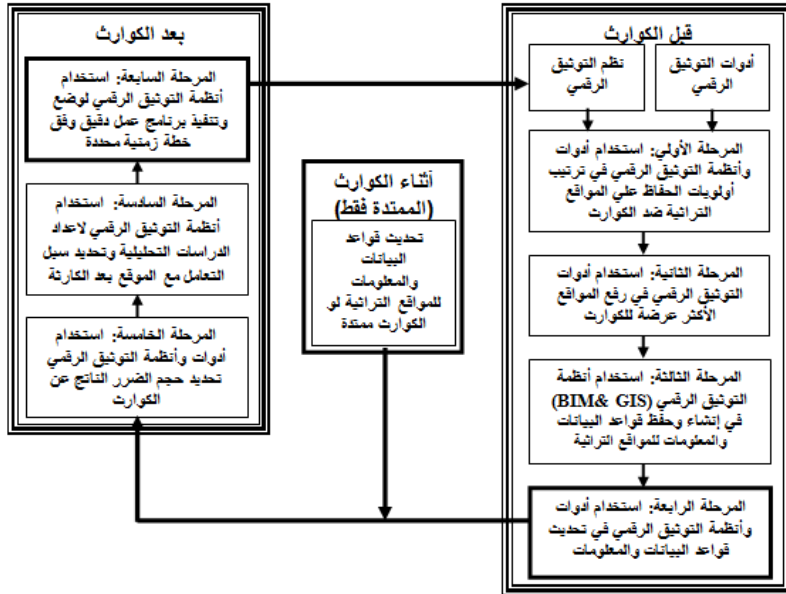 قبل الكوارث
أدوات التوثيق
الرقمي
نظم التوثيق
الرقمي
المرحلة الأولي: استخدام أدوات
وأنظمة التوثيق الرقمي في ترتيب
أولويات الحفاظ علي المواقع
التراثية ضد الكوارث
المرحلة الثانية: استخدام أدوات
التوثيق الرقمي في رفع المواقع
الأكثر عرضة للكوارث
المرحلة الثالثة: استخدام أنظمة
التوثيق الرقمي (BIM& GIS)
في إنشاء وحفظ قواعد البيانات
والمعلومات للمواقع التراثية
المرحلة الرابعة: استخدام أدوات
وأنظمة التوثيق الرقمي في تحديث
قواعد البيانات والمعلومات
أثناء الكوارث
(الممتدة فقط)
تحديث قواعد
البيانات
والمعلومات
للمواقع التراثية لو
الكوارث ممتدة
بعد الكوارث
المرحلة السابعة: استخدام
أنظمة التوثيق الرقمي لوضع
وتنفيذ برنامج عمل دقيق وفق
خطة زمنية محددة
المرحلة السادسة: استخدام
أنظمة التوثيق الرقمي لاعداد
الدراسات التحليلية وتحديد سبل
التعامل مع الموقع بعد الكارثة
المرحلة الخامسة: استخدام
أدوات وأنظمة التوثيق الرقمي
تحديد حجم الضرر الناتج عن
الكوارث